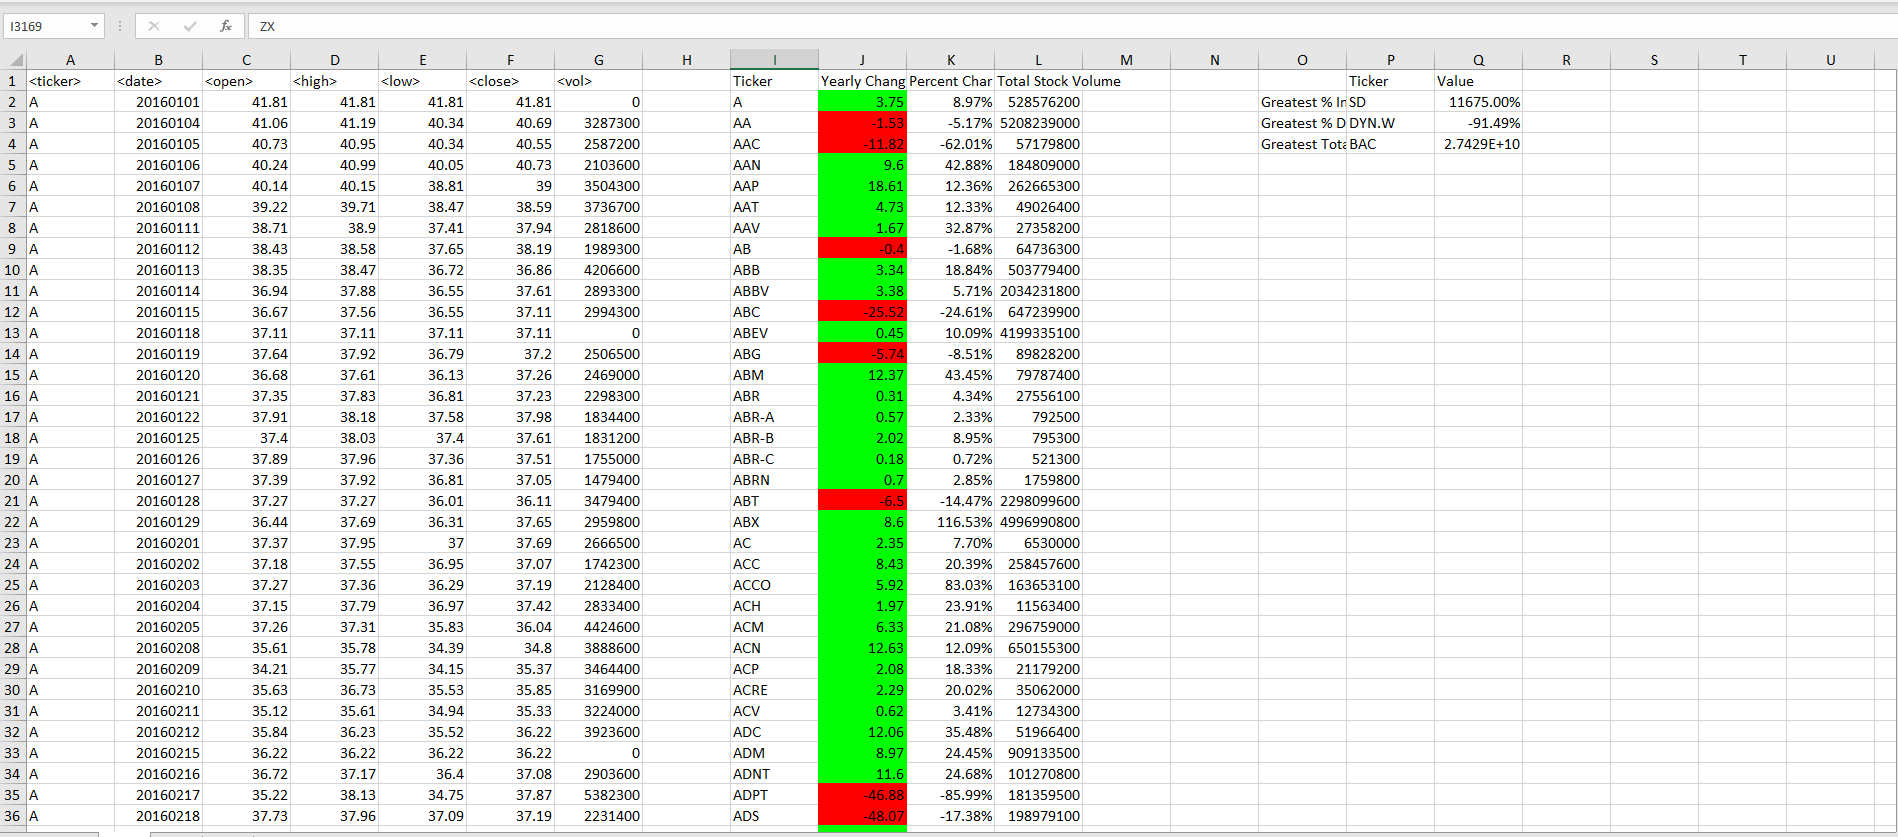 I3169 fx ZX
A B C D E F G H I J K L M N O P Q R S T U
1 <ticker> <date> <open> <high> <low> <close> <vol> Ticker Yearly Chang Percent Char Total Stock Volume Ticker Value
2 A 20160101 41.81 41.81 41.81 41.81 0 A 3.75 8.97% 528576200 Greatest % In SD 11675.00%
3 A 20160104 41.06 41.19 40.34 40.69 3287300 AA -1.53 -5.17% 5208239000 Greatest % D DYN.W -91.49%
4 A 20160105 40.73 40.95 40.34 40.55 2587200 AAC -11.82 -62.01% 57179800 Greatest Tota BAC 2.7429E+10
5 A 20160106 40.24 40.99 40.05 40.73 2103600 AAN 9.6 42.88% 184809000
6 A 20160107 40.14 40.15 38.81 39 3504300 AAP 18.61 12.36% 262665300
7 A 20160108 39.22 39.71 38.47 38.59 3736700 AAT 4.73 12.33% 49026400
8 A 20160111 38.71 38.9 37.41 37.94 2818600 AAV 1.67 32.87% 27358200
9 A 20160112 38.43 38.58 37.65 38.19 1989300 AB -0.4 -1.68% 64736300
10 A 20160113 38.35 38.47 36.72 36.86 4206600 ABB 3.34 18.84% 503779400
11 A 20160114 36.94 37.88 36.55 37.61 2893300 ABBV 3.38 5.71% 2034231800
12 A 20160115 36.67 37.56 36.55 37.11 2994300 ABC -25.52 -24.61% 647239900
13 A 20160118 37.11 37.11 37.11 37.11 0 ABEV 0.45 10.09% 4199335100
14 A 20160119 37.64 37.92 36.79 37.2 2506500 ABG -5.74 -8.51% 89828200
15 A 20160120 36.68 37.61 36.13 37.26 2469000 ABM 12.37 43.45% 79787400
16 A 20160121 37.35 37.83 36.81 37.23 2298300 ABR 0.31 4.34% 27556100
17 A 20160122 37.91 38.18 37.58 37.98 1834400 ABR-A 0.57 2.33% 792500
18 A 20160125 37.4 38.03 37.4 37.61 1831200 ABR-B 2.02 8.95% 795300
19 A 20160126 37.89 37.96 37.36 37.51 1755000 ABR-C 0.18 0.72% 521300
20 A 20160127 37.39 37.92 36.81 37.05 1479400 ABRN 0.7 2.85% 1759800
21 A 20160128 37.27 37.27 36.01 36.11 3479400 ABT -6.5 -14.47% 2298099600
22 A 20160129 36.44 37.69 36.31 37.65 2959800 ABX 8.6 116.53% 4996990800
23 A 20160201 37.37 37.95 37 37.69 2666500 AC 2.35 7.70% 6530000
24 A 20160202 37.18 37.55 36.95 37.07 1742300 ACC 8.43 20.39% 258457600
25 A 20160203 37.27 37.36 36.29 37.19 2128400 ACCO 5.92 83.03% 163653100
26 A 20160204 37.15 37.79 36.97 37.42 2833400 ACH 1.97 23.91% 11563400
27 A 20160205 37.26 37.31 35.83 36.04 4424600 ACM 6.33 21.08% 296759000
28 A 20160208 35.61 35.78 34.39 34.8 3888600 ACN 12.63 12.09% 650155300
29 A 20160209 34.21 35.77 34.15 35.37 3464400 ACP 2.08 18.33% 21179200
30 A 20160210 35.63 36.73 35.53 35.85 3169900 ACRE 2.29 20.02% 35062000
31 A 20160211 35.12 35.61 34.94 35.33 3224000 ACV 0.62 3.41% 12734300
32 A 20160212 35.84 36.23 35.52 36.22 3923600 ADC 12.06 35.48% 51966400
33 A 20160215 36.22 36.22 36.22 36.22 0 ADM 8.97 24.45% 909133500
34 A 20160216 36.72 37.17 36.4 37.08 2903600 ADNT 11.6 24.68% 101270800
35 A 20160217 35.22 38.13 34.75 37.87 5382300 ADPT -46.88 -85.99% 181359500
36 A 20160218 37.73 37.96 37.09 37.19 2231400 ADS -48.07 -17.38% 198979100